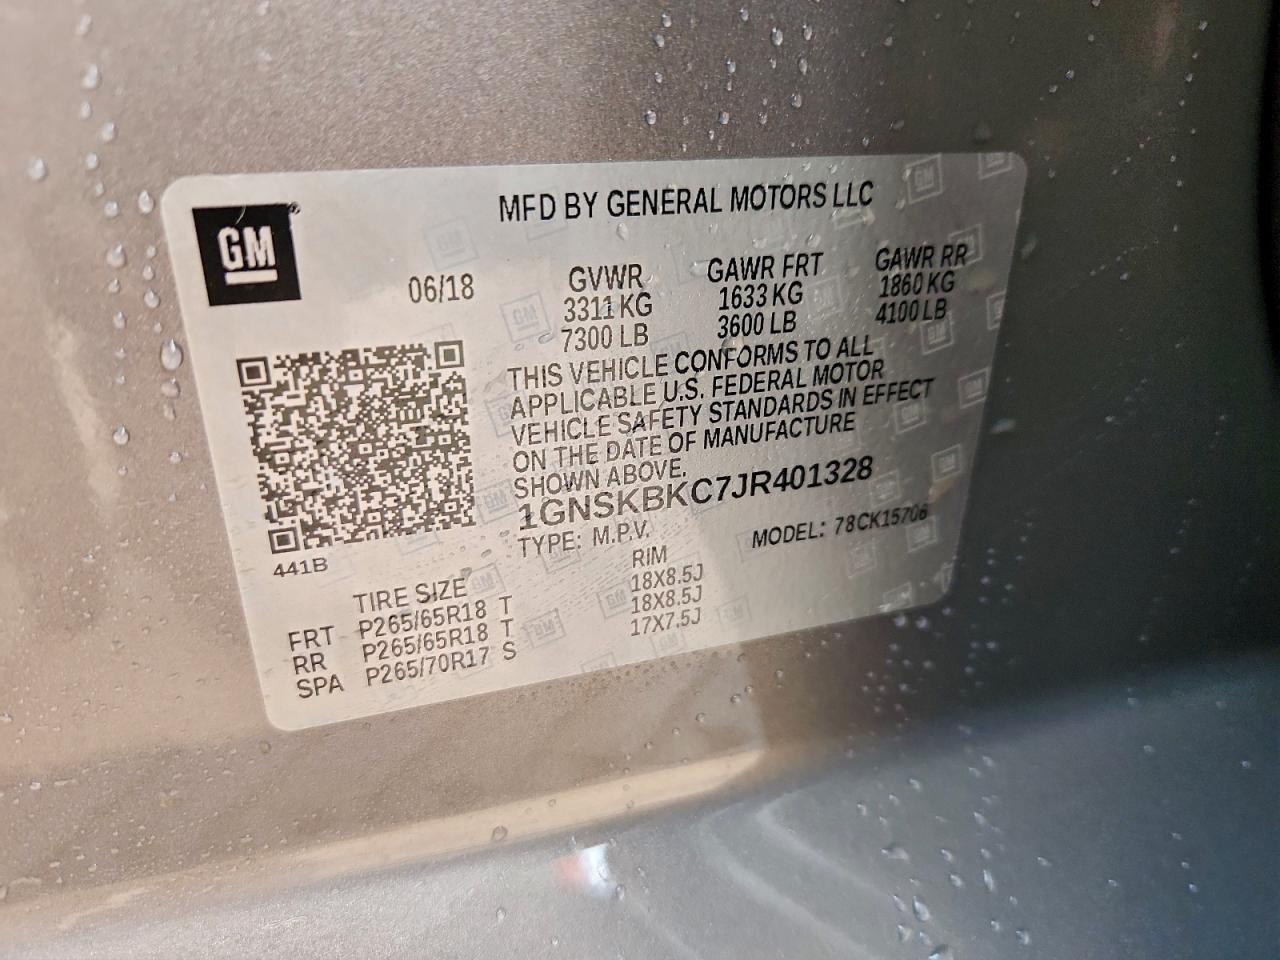 GM
MFD BY GENERAL MOTORS LLC
06/18
GVWR
3311 KG
7300 LB
GAWR FRT
1633 KG
3600 LB
GAWR RR
1860 KG
4100 LB
THIS VEHICLE CONFORMS TO ALL
APPLICABLE U.S. FEDERAL MOTOR
VEHICLE SAFETY STANDARDS IN EFFECT
ON THE DATE OF MANUFACTURE
SHOWN ABOVE.
1GNSKBKC7JR401328
TYPE: M.P.V.
MODEL: 78CK15706
441B
TIRE SIZE RIM
FRT P265/65R18 T 18X8.5J
RR P265/65R18 T 18X8.5J
SPA P265/70R17 S 17X7.5J